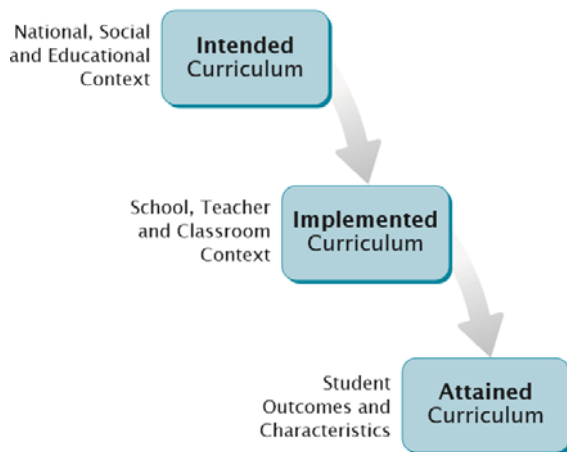 National, Social
and Educational
Context
Intended
Curriculum
School, Teacher
and Classroom
Context
Implemented
Curriculum
Student
Outcomes and
Characteristics
Attained
Curriculum